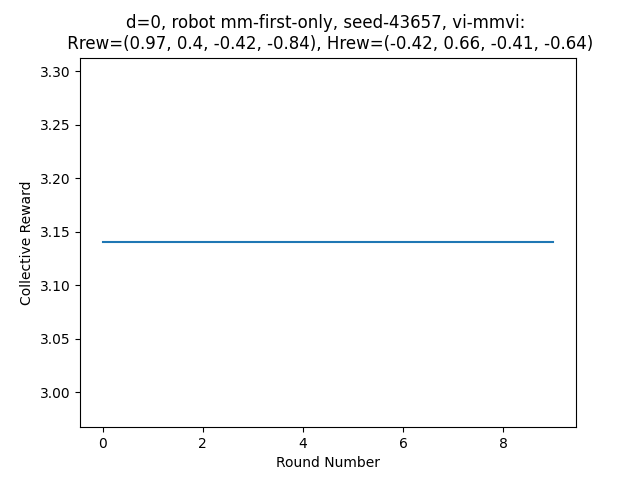 d=0, robot mm-first-only, seed-43657, vi-mmvi:
Rrew=(0.97, 0.4, -0.42, -0.84), Hrew=(-0.42, 0.66, -0.41, -0.64)
3.30
3.25
3.20
3.15
3.10
3.05
3.00
Collective Reward
0 2 4 6 8
Round Number